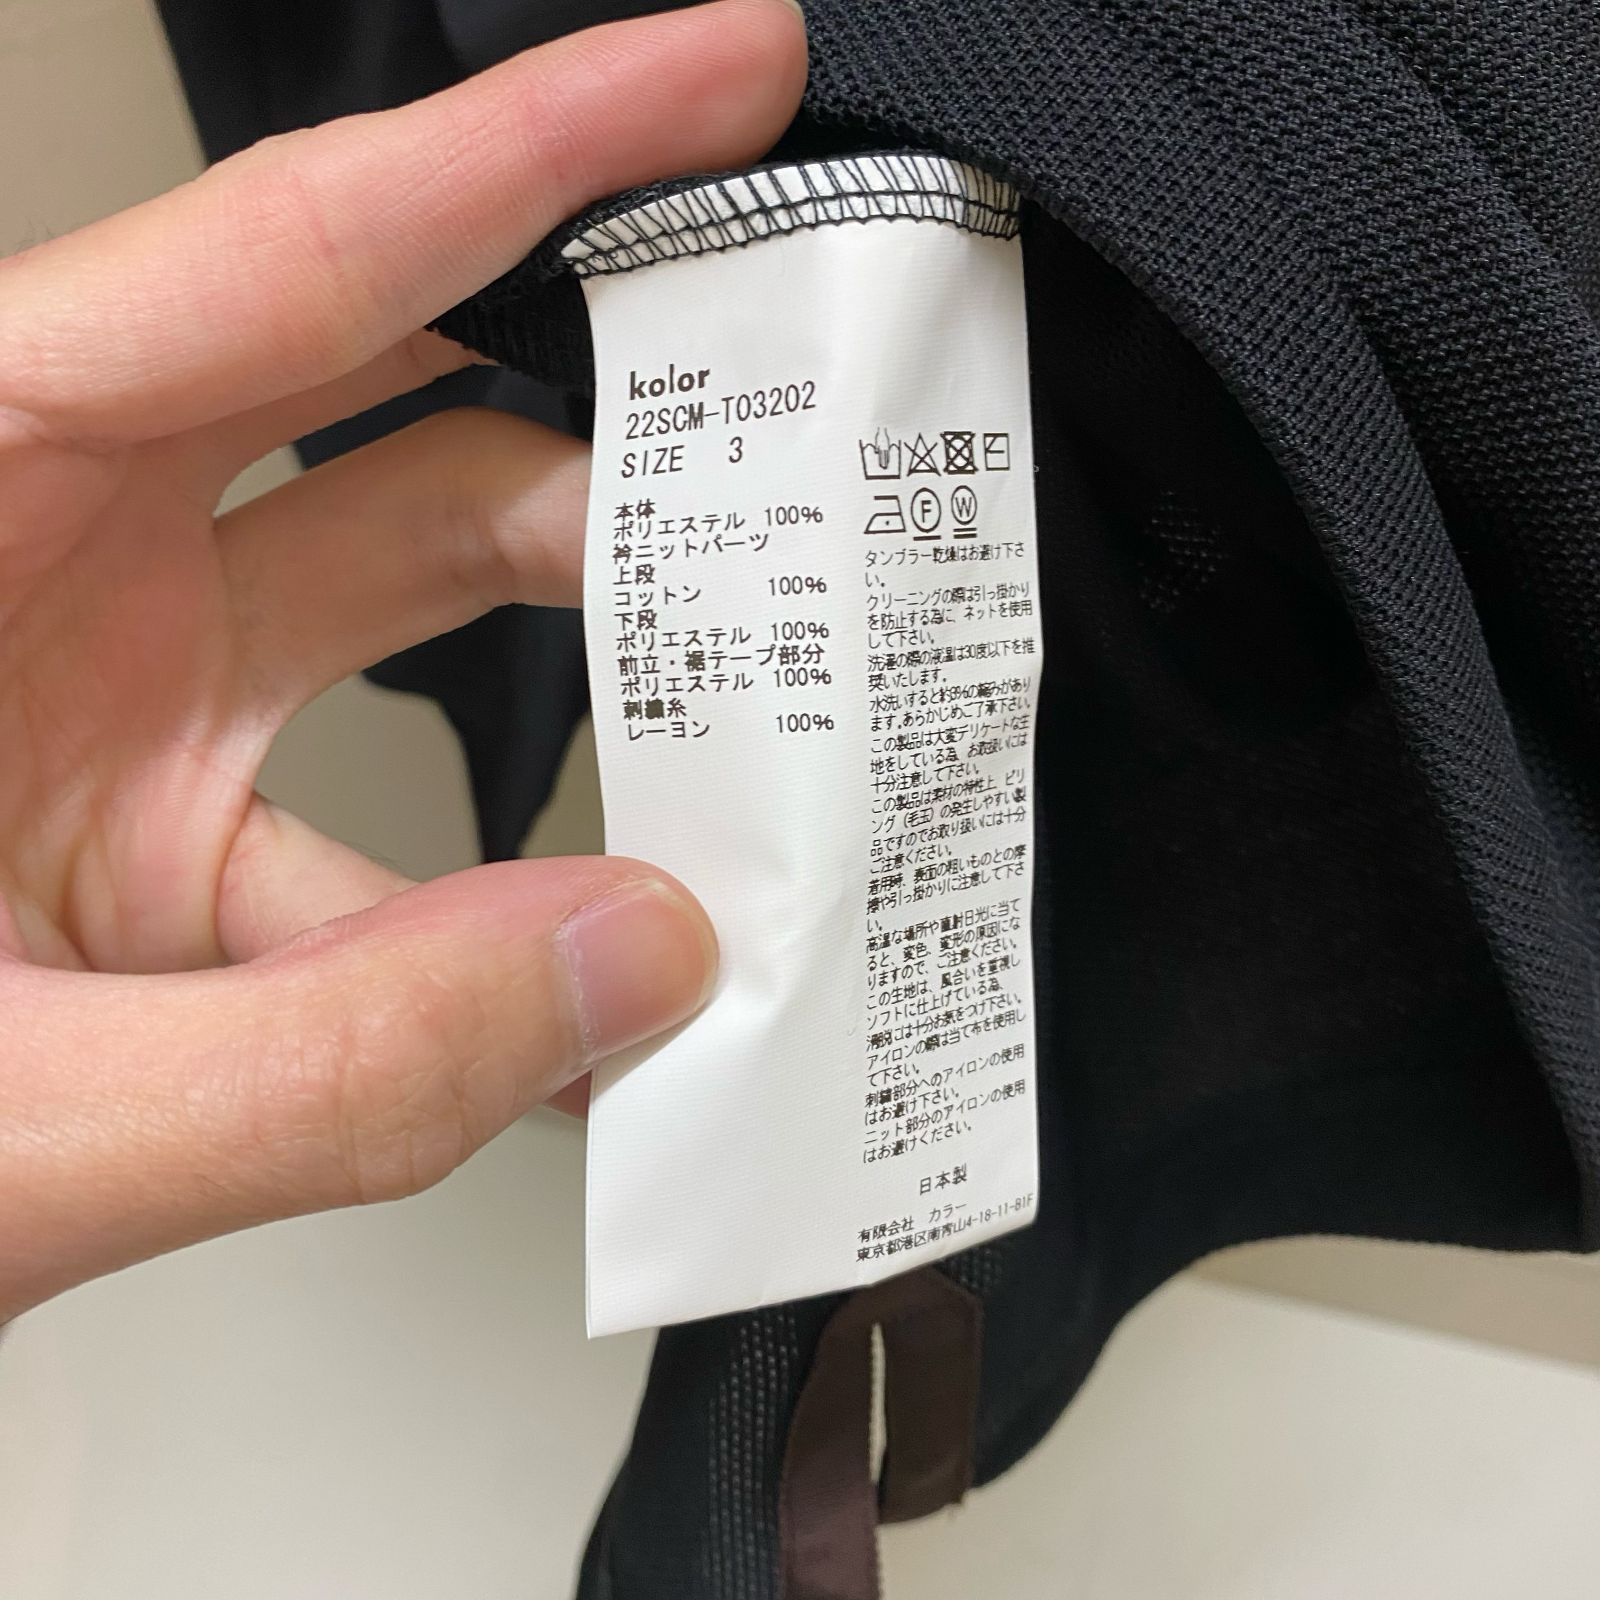 kolor
22SCM-T03202
SIZE 3
本体
ポリエステル 100%
衿ニットパーツ
上段
コットン 100%
下段
ポリエステル 100%
前立・裾テープ部分
ポリエステル 100%
刺繍糸
レーヨン 100%
F W
タンブラー乾燥はお避け下さ
い。
クリーニングの際は引っ掛かり
を防止する為に、ネットを使用
して下さい。
洗濯の際の液温は30度以下を推
奨いたします。
水洗いすると約3%の縮みがあり
ます。あらかじめご了承下さい。
この製品は大変デリケートな生
地をしている為、お取扱いには
十分注意して下さい。
この製品は素材の特性上、ピリ
ング(毛玉)の発生しやすい製
品ですのでお取り扱いには十分
ご注意ください。
着用時、表面の粗いものとの摩
擦や引っ掛かりに注意して下さ
い。
高温な場所や直射日光に当て
ると、変色、変形の原因にな
りますので、ご注意ください。
この生地は、風合いを重視し
ソフトに仕上げている為、
着脱には十分お気をつけ下さい。
アイロンの際は当て布を使用し
て下さい。
刺繍部分へのアイロンの使用
はお避け下さい。
ニット部分のアイロンの使用
はお避けください。
日本製
有限会社 カラー
東京都港区南青山4-18-11-B1F